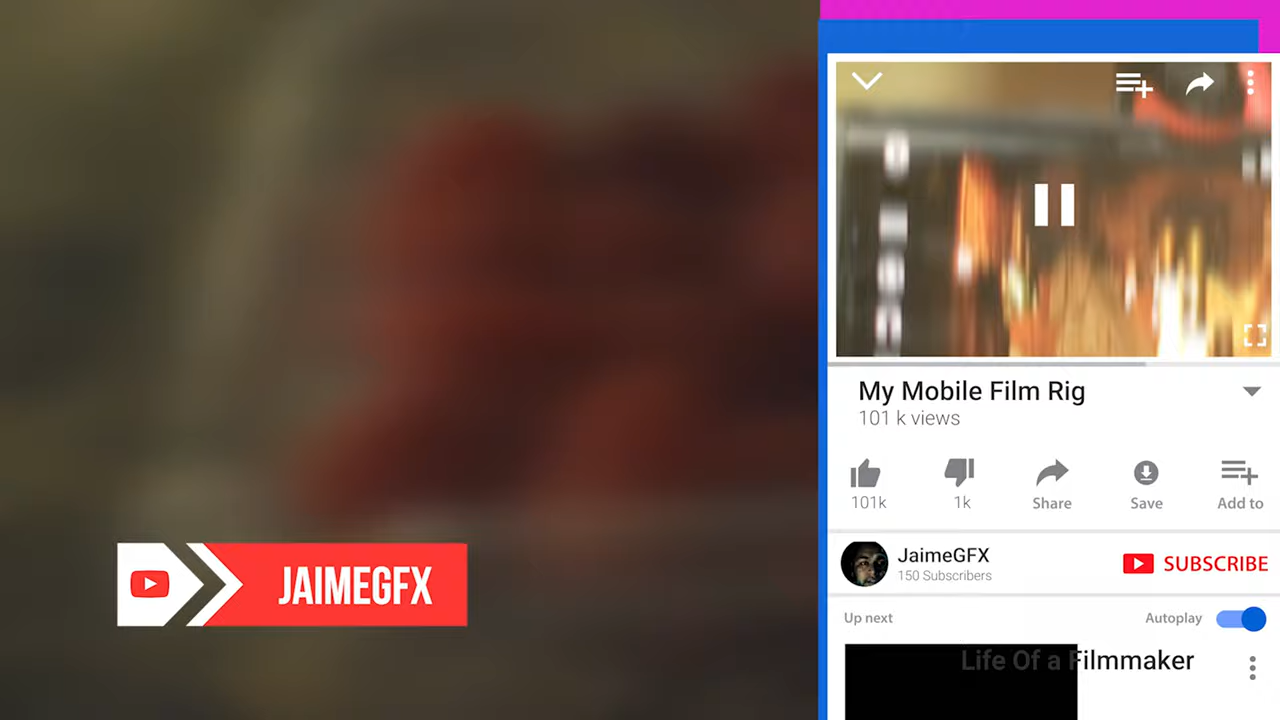 JAIMEGFX
My Mobile Film Rig
101 k views
101k
1k
Share
Save
Add to
JaimeGFX
150 Subscribers
SUBSCRIBE
Up next
Autoplay
Life Of a Filmmaker